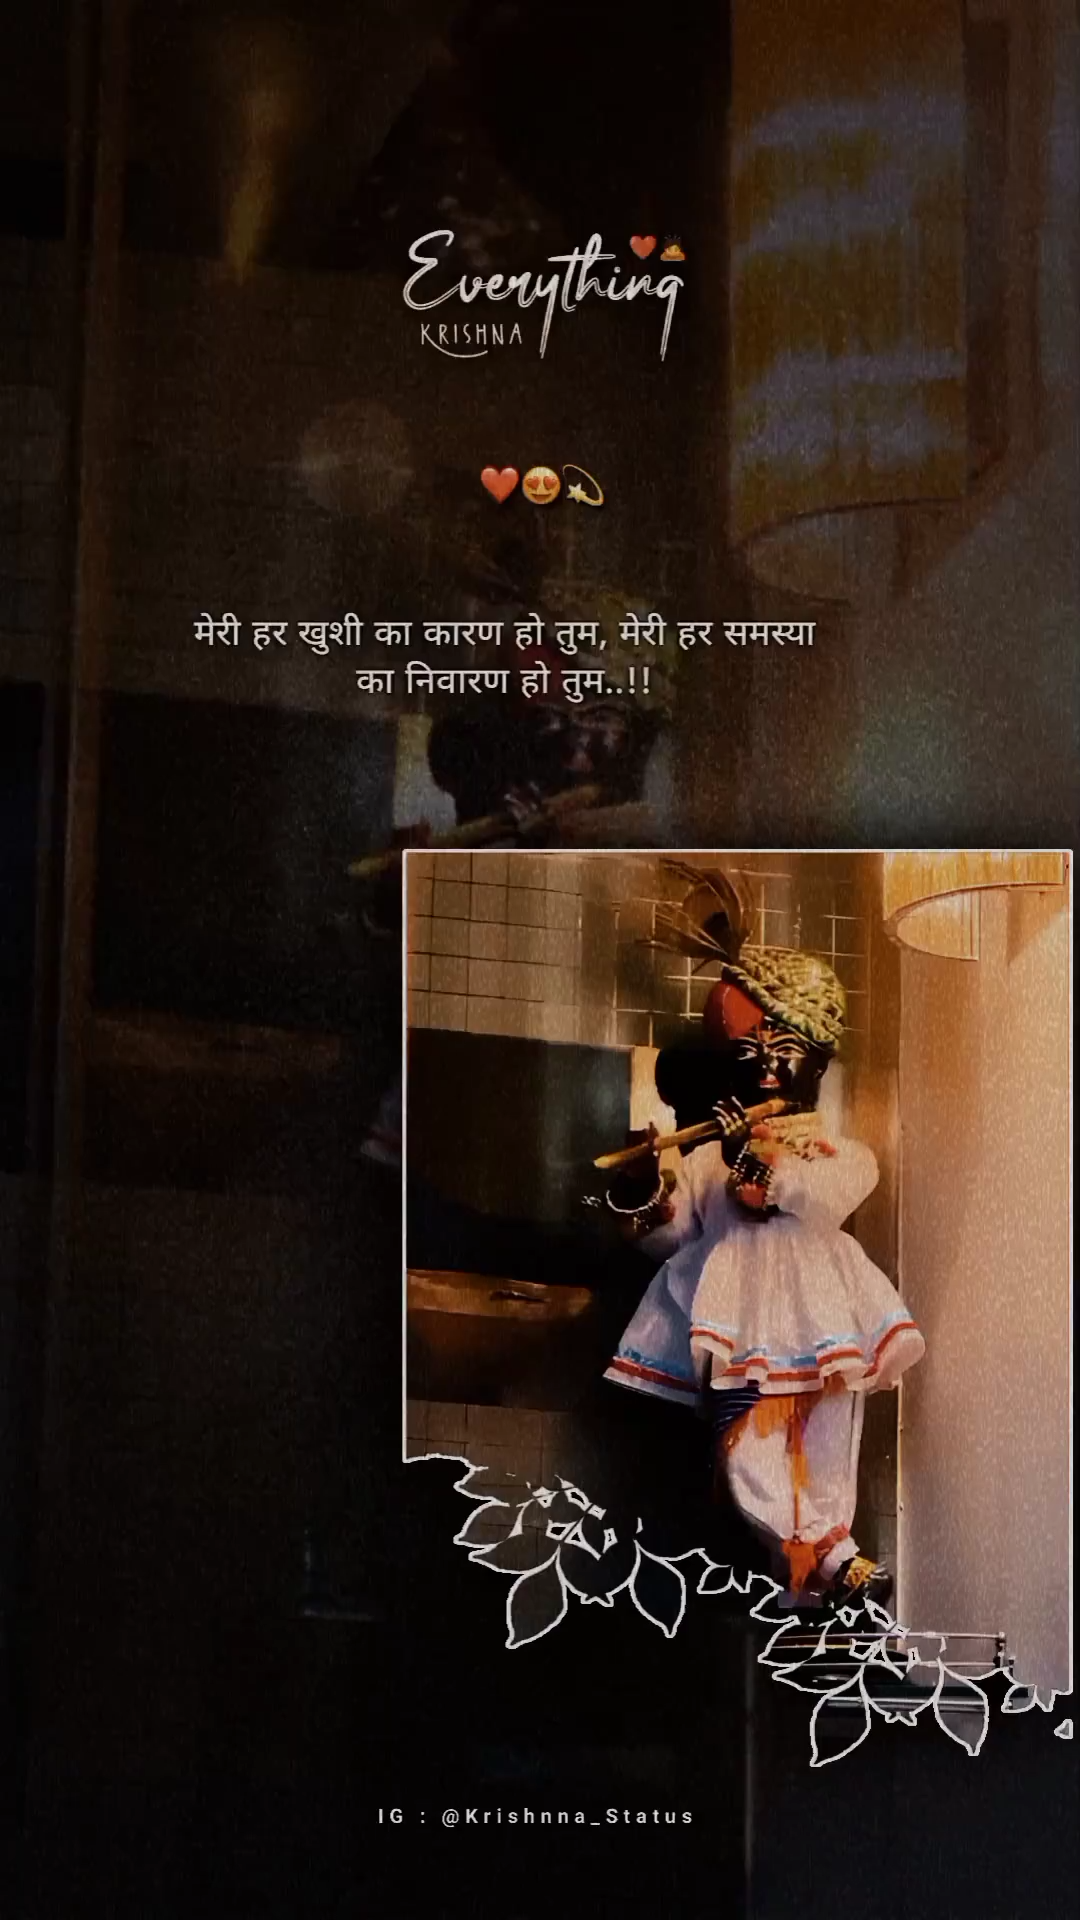 Everything ❤️🙇
KRISHNA
❤️😍💫
मेरी हर खुशी का कारण हो तुम, मेरी हर समस्या
का निवारण हो तुम..!!
IG : @Krishnna_Status